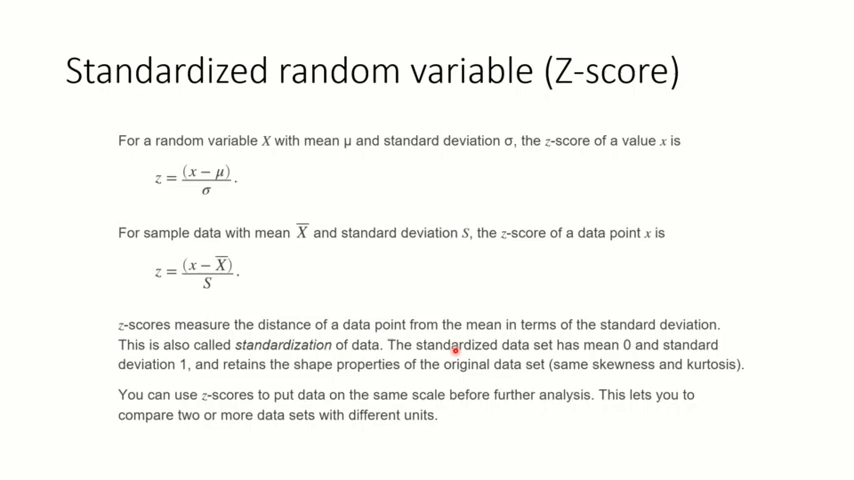 Standardized random variable (Z-score)
For a random variable X with mean μ and standard deviation σ, the z-score of a value x is
z = (x − μ) / σ .
For sample data with mean X̅ and standard deviation S, the z-score of a data point x is
z = (x − X̅) / S .
z-scores measure the distance of a data point from the mean in terms of the standard deviation.
This is also called standardization of data. The standardized data set has mean 0 and standard
deviation 1, and retains the shape properties of the original data set (same skewness and kurtosis).
You can use z-scores to put data on the same scale before further analysis. This lets you to
compare two or more data sets with different units.